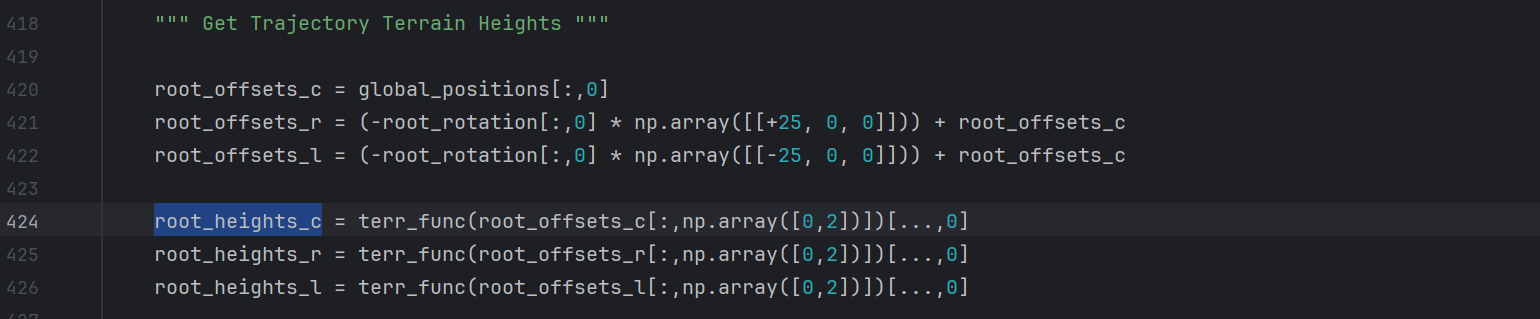 418 """ Get Trajectory Terrain Heights """
419
420 root_offsets_c = global_positions[:,0]
421 root_offsets_r = (-root_rotation[:,0] * np.array([[+25, 0, 0]])) + root_offsets_c
422 root_offsets_l = (-root_rotation[:,0] * np.array([[-25, 0, 0]])) + root_offsets_c
423
424 root_heights_c = terr_func(root_offsets_c[:,np.array([0,2])])[...,0]
425 root_heights_r = terr_func(root_offsets_r[:,np.array([0,2])])[...,0]
426 root_heights_l = terr_func(root_offsets_l[:,np.array([0,2])])[...,0]
427